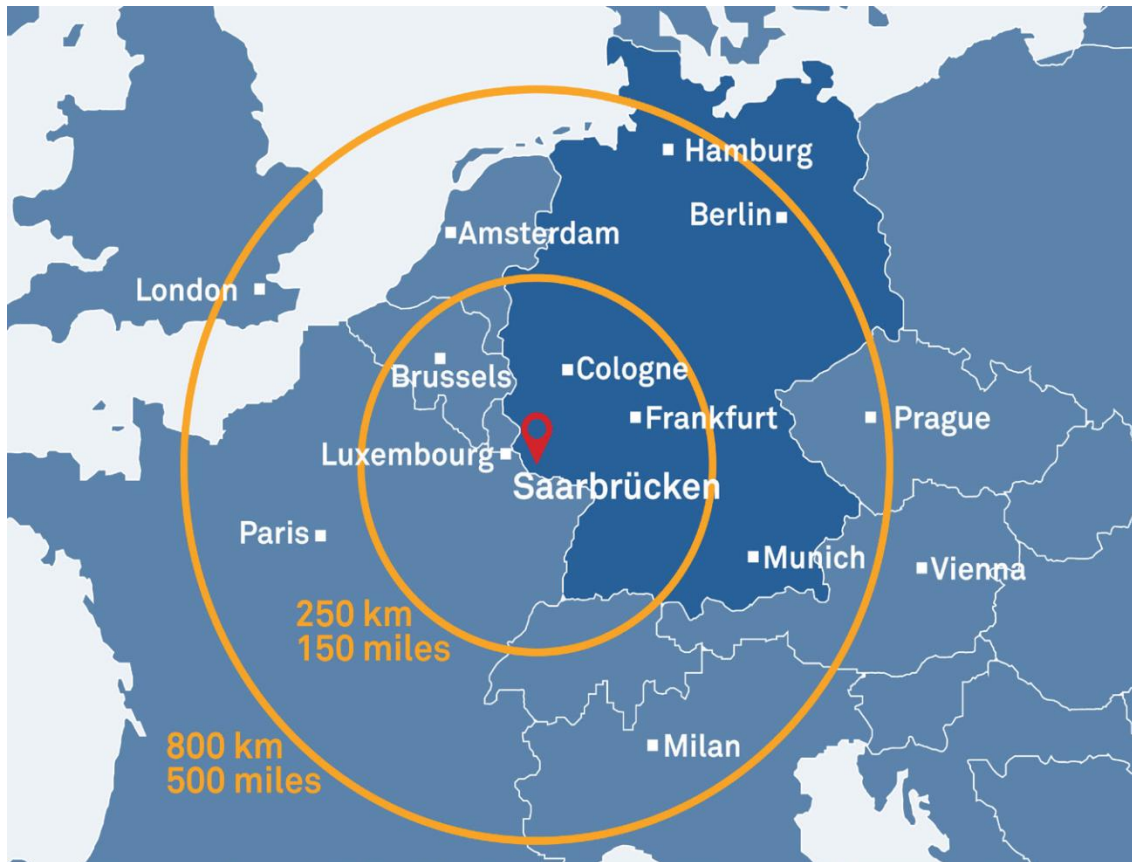 Hamburg
Berlin
Amsterdam
London
Cologne
Brussels
Frankfurt
Prague
Luxembourg
Saarbrücken
Paris
Munich
Vienna
250 km
150 miles
800 km
500 miles
Milan